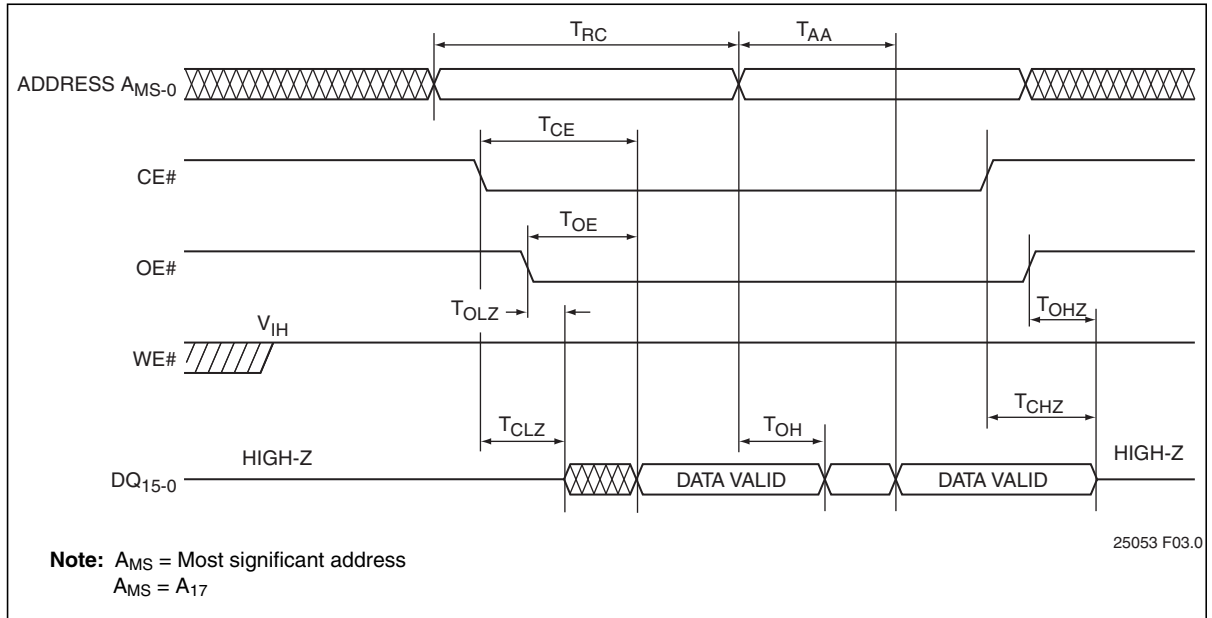 TRC TAA
ADDRESS AMS-0
TCE
CE#
TOE
OE#
TOLZ TOHZ
VIH
WE#
TCHZ
TCLZ TOH
HIGH-Z HIGH-Z
DQ15-0 DATA VALID DATA VALID
25053 F03.0
Note: AMS = Most significant address
AMS = A17